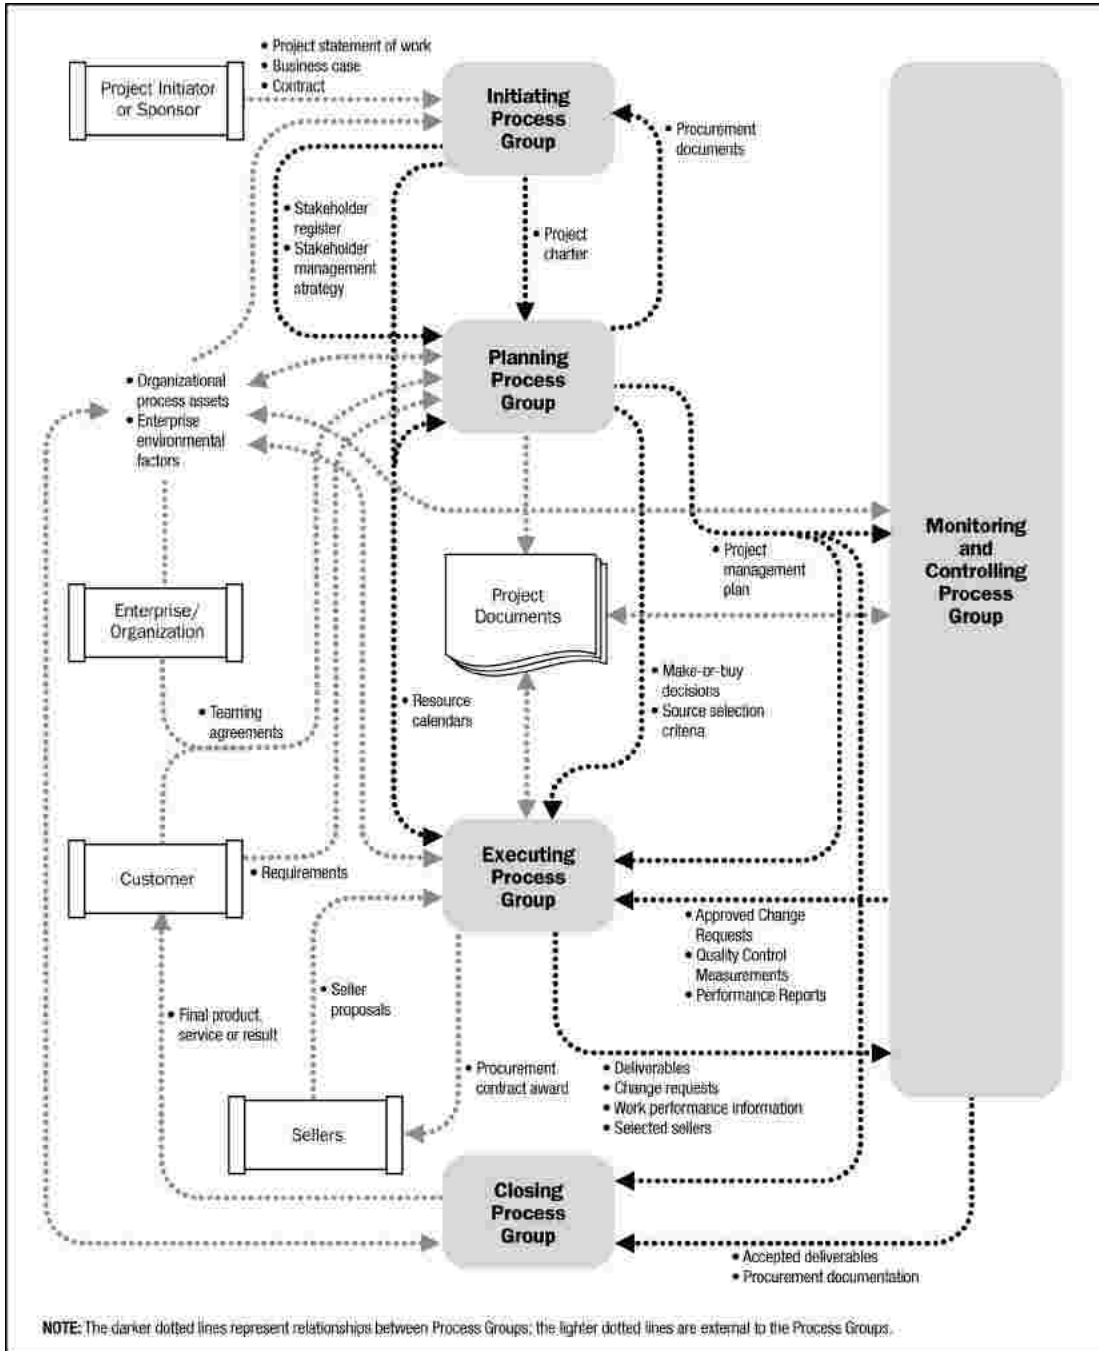 • Project statement of work
• Business case
• Contract
Project Initiator
or Sponsor
Initiating
Process
Group
• Procurement
documents
• Stakeholder
register
• Stakeholder
management
strategy
• Project
charter
Planning
Process
Group
• Organizational
process assets
• Enterprise
environmental
factors
Monitoring
and
Controlling
Process
Group
• Project
management
plan
Project
Documents
Enterprise/
Organization
• Teaming
agreements
• Resource
calendars
• Make-or-buy
decisions
• Source selection
criteria
Customer
• Requirements
Executing
Process
Group
• Approved Change
Requests
• Quality Control
Measurements
• Performance Reports
• Seller
proposals
• Final product,
service or result
• Procurement
contract award
• Deliverables
• Change requests
• Work performance information
• Selected sellers
Sellers
Closing
Process
Group
• Accepted deliverables
• Procurement documentation
NOTE: The darker dotted lines represent relationships between Process Groups; the lighter dotted lines are external to the Process Groups.